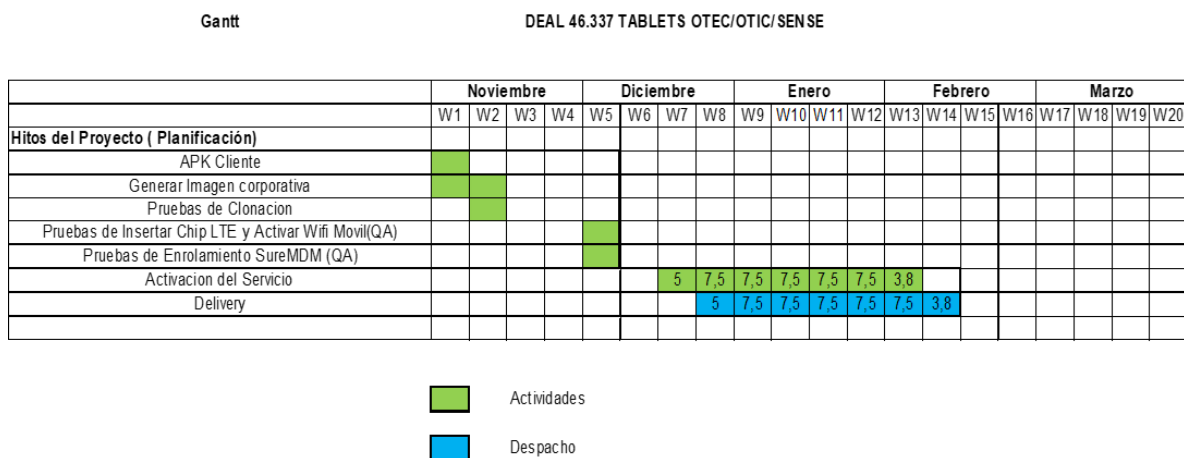 Gantt DEAL 46.337 TABLETS OTEC/OTIC/SENSE
Noviembre Diciembre Enero Febrero Marzo
W1 W2 W3 W4 W5 W6 W7 W8 W9 W10 W11 W12 W13 W14 W15 W16 W17 W18 W19 W20
Hitos del Proyecto ( Planificación)
APK Cliente
Generar Imagen corporativa
Pruebas de Clonacion
Pruebas de Insertar Chip LTE y Activar Wifi Movil(QA)
Pruebas de Enrolamiento SureMDM (QA)
Activacion del Servicio 5 7,5 7,5 7,5 7,5 7,5 3,8
Delivery 5 7,5 7,5 7,5 7,5 7,5 3,8
Actividades
Despacho